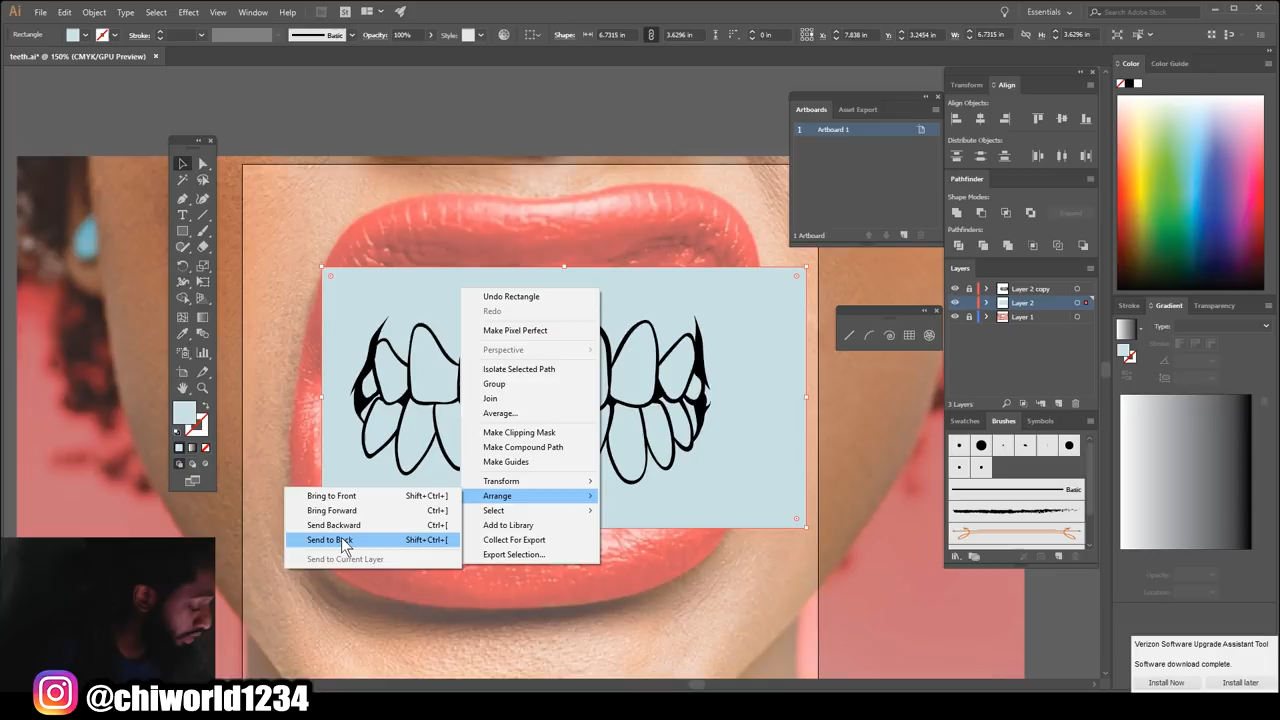 Ai File Edit Object Type Select Effect View Window Help Br St Essentials Search Adobe Stock
Rectangle Stroke: Basic Opacity: 100% Style: Shape: 6.7315 in 3.6296 in 0 in X: 7.838 in Y: 3.2454 in W: 6.7315 in H: 3.6296 in
teeth.ai* @ 150% (CMYK/GPU Preview) ×
Artboards Asset Export
1 Artboard 1
1 Artboard
Transform Align
Align Objects:
Distribute Objects:
Pathfinder
Shape Modes:
Expand
Pathfinders:
Layers
Layer 2 copy
Layer 2
Layer 1
3 Layers
Swatches Brushes Symbols
Basic
Color Color Guide
Stroke Gradient Transparency
Type:
Stroke:
Opacity:
Location:
Undo Rectangle
Redo
Make Pixel Perfect
Perspective
Isolate Selected Path
Group
Join
Average...
Make Clipping Mask
Make Compound Path
Make Guides
Transform
Arrange
Select
Add to Library
Collect For Export
Export Selection...
Bring to Front Shift+Ctrl+]
Bring Forward Ctrl+]
Send Backward Ctrl+[
Send to Back Shift+Ctrl+[
Send to Current Layer
Verizon Software Upgrade Assistant Tool
Software download complete.
Install Now Install later
@chiworld1234